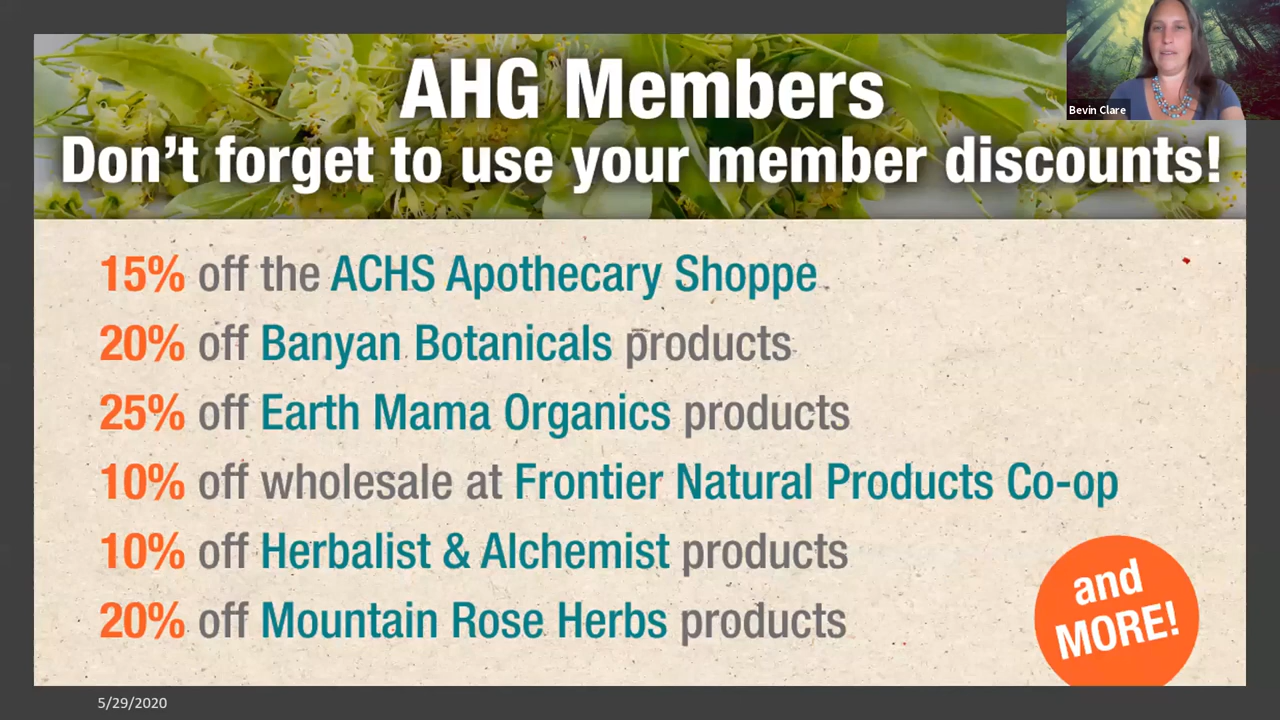 AHG Members
Don't forget to use your member discounts!
Bevin Clare
15% off the ACHS Apothecary Shoppe
20% off Banyan Botanicals products
25% off Earth Mama Organics products
10% off wholesale at Frontier Natural Products Co-op
10% off Herbalist & Alchemist products
20% off Mountain Rose Herbs products
and
MORE!
5/29/2020